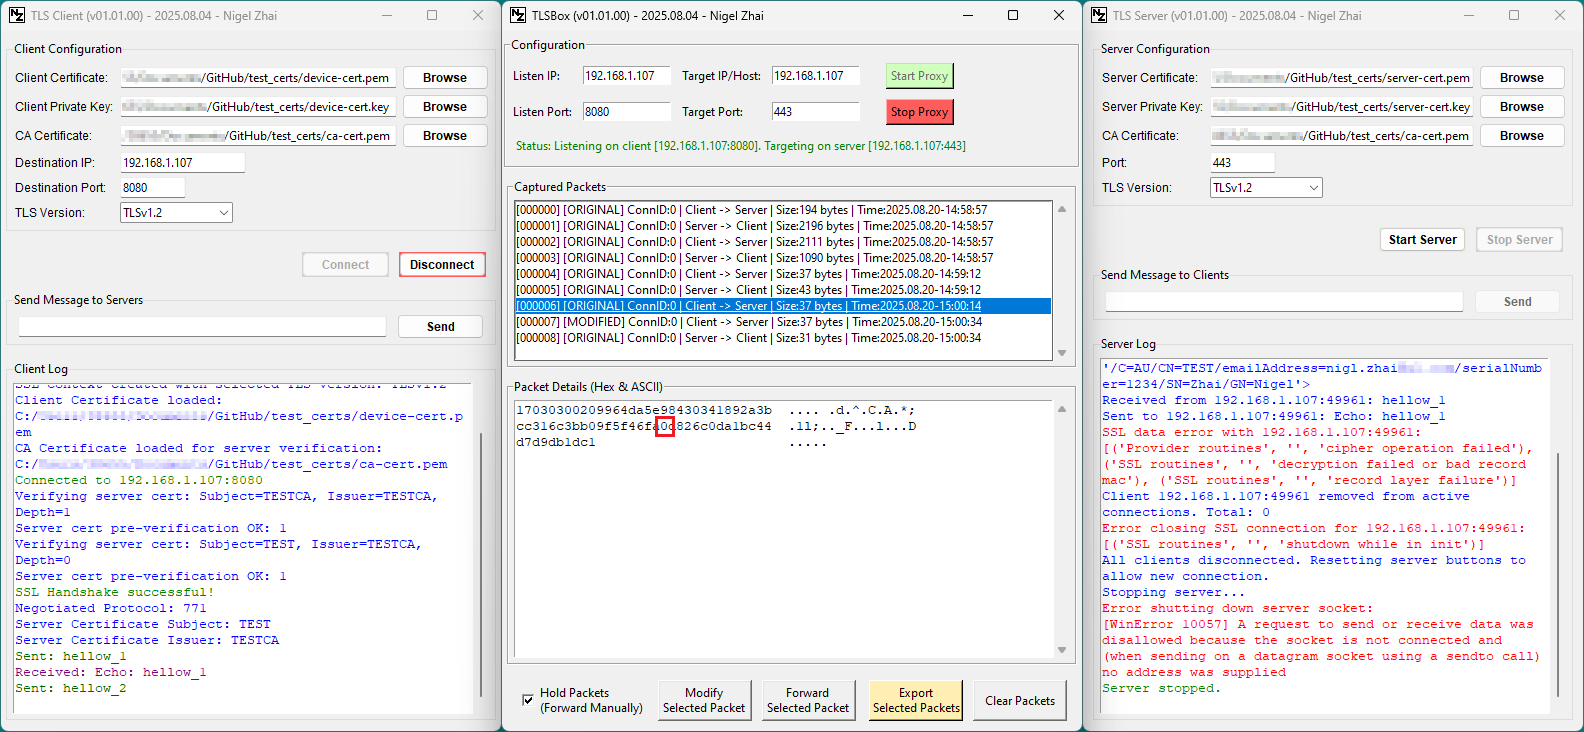 TLS Client (v01.01.00) - 2025.08.04 - Nigel Zhai
Client Configuration
Client Certificate: /GitHub/test_certs/device-cert.pem Browse
Client Private Key: /GitHub/test_certs/device-cert.key Browse
CA Certificate: /GitHub/test_certs/ca-cert.pem Browse
Destination IP: 192.168.1.107
Destination Port: 8080
TLS Version: TLSv1.2
Connect Disconnect
Send Message to Servers
Send
Client Log
SSL Context created with selected TLS version: TLSv1.2
Client Certificate loaded:
C:/ /GitHub/test_certs/device-cert.p
em
CA Certificate loaded for server verification:
C:/ /GitHub/test_certs/ca-cert.pem
Connected to 192.168.1.107:8080
Verifying server cert: Subject=TESTCA, Issuer=TESTCA,
Depth=1
Server cert pre-verification OK: 1
Verifying server cert: Subject=TEST, Issuer=TESTCA,
Depth=0
Server cert pre-verification OK: 1
SSL Handshake successful!
Negotiated Protocol: 771
Server Certificate Subject: TEST
Server Certificate Issuer: TESTCA
Sent: hellow_1
Received: Echo: hellow_1
Sent: hellow_2
TLSBox (v01.01.00) - 2025.08.04 - Nigel Zhai
Configuration
Listen IP: 192.168.1.107 Target IP/Host: 192.168.1.107 Start Proxy
Listen Port: 8080 Target Port: 443 Stop Proxy
Status: Listening on client [192.168.1.107:8080]. Targeting on server [192.168.1.107:443]
Captured Packets
[000000] [ORIGINAL] ConnID:0 | Client -> Server | Size:194 bytes | Time:2025.08.20-14:58:57
[000001] [ORIGINAL] ConnID:0 | Server -> Client | Size:2196 bytes | Time:2025.08.20-14:58:57
[000002] [ORIGINAL] ConnID:0 | Client -> Server | Size:2111 bytes | Time:2025.08.20-14:58:57
[000003] [ORIGINAL] ConnID:0 | Server -> Client | Size:1090 bytes | Time:2025.08.20-14:58:57
[000004] [ORIGINAL] ConnID:0 | Client -> Server | Size:37 bytes | Time:2025.08.20-14:59:12
[000005] [ORIGINAL] ConnID:0 | Server -> Client | Size:43 bytes | Time:2025.08.20-14:59:12
[000006] [ORIGINAL] ConnID:0 | Client -> Server | Size:37 bytes | Time:2025.08.20-15:00:14
[000007] [MODIFIED] ConnID:0 | Client -> Server | Size:37 bytes | Time:2025.08.20-15:00:34
[000008] [ORIGINAL] ConnID:0 | Server -> Client | Size:31 bytes | Time:2025.08.20-15:00:34
Packet Details (Hex & ASCII)
17030300209964da5e98430341892a3b .... .d.^.C.A.*;
cc316c3bb09f5f46fa0d826c0da1bc44 .1l;.._F...l...D
d7d9db1dc1 .....
Hold Packets
(Forward Manually)
Modify
Selected Packet
Forward
Selected Packet
Export
Selected Packets
Clear Packets
TLS Server (v01.01.00) - 2025.08.04 - Nigel Zhai
Server Configuration
Server Certificate: /GitHub/test_certs/server-cert.pem Browse
Server Private Key: /GitHub/test_certs/server-cert.key Browse
CA Certificate: /GitHub/test_certs/ca-cert.pem Browse
Port: 443
TLS Version: TLSv1.2
Start Server Stop Server
Send Message to Clients
Send
Server Log
'/C=AU/CN=TEST/emailAddress=nigl.zhai /serialNumb
er=1234/SN=Zhai/GN=Nigel'>
Received from 192.168.1.107:49961: hellow_1
Sent to 192.168.1.107:49961: Echo: hellow_1
SSL data error with 192.168.1.107:49961:
[('Provider routines', '', 'cipher operation failed'),
('SSL routines', '', 'decryption failed or bad record
mac'), ('SSL routines', '', 'record layer failure')]
Client 192.168.1.107:49961 removed from active
connections. Total: 0
Error closing SSL connection for 192.168.1.107:49961:
[('SSL routines', '', 'shutdown while in init')]
All clients disconnected. Resetting server buttons to
allow new connection.
Stopping server...
Error shutting down server socket:
[WinError 10057] A request to send or receive data was
disallowed because the socket is not connected and
(when sending on a datagram socket using a sendto call)
no address was supplied
Server stopped.